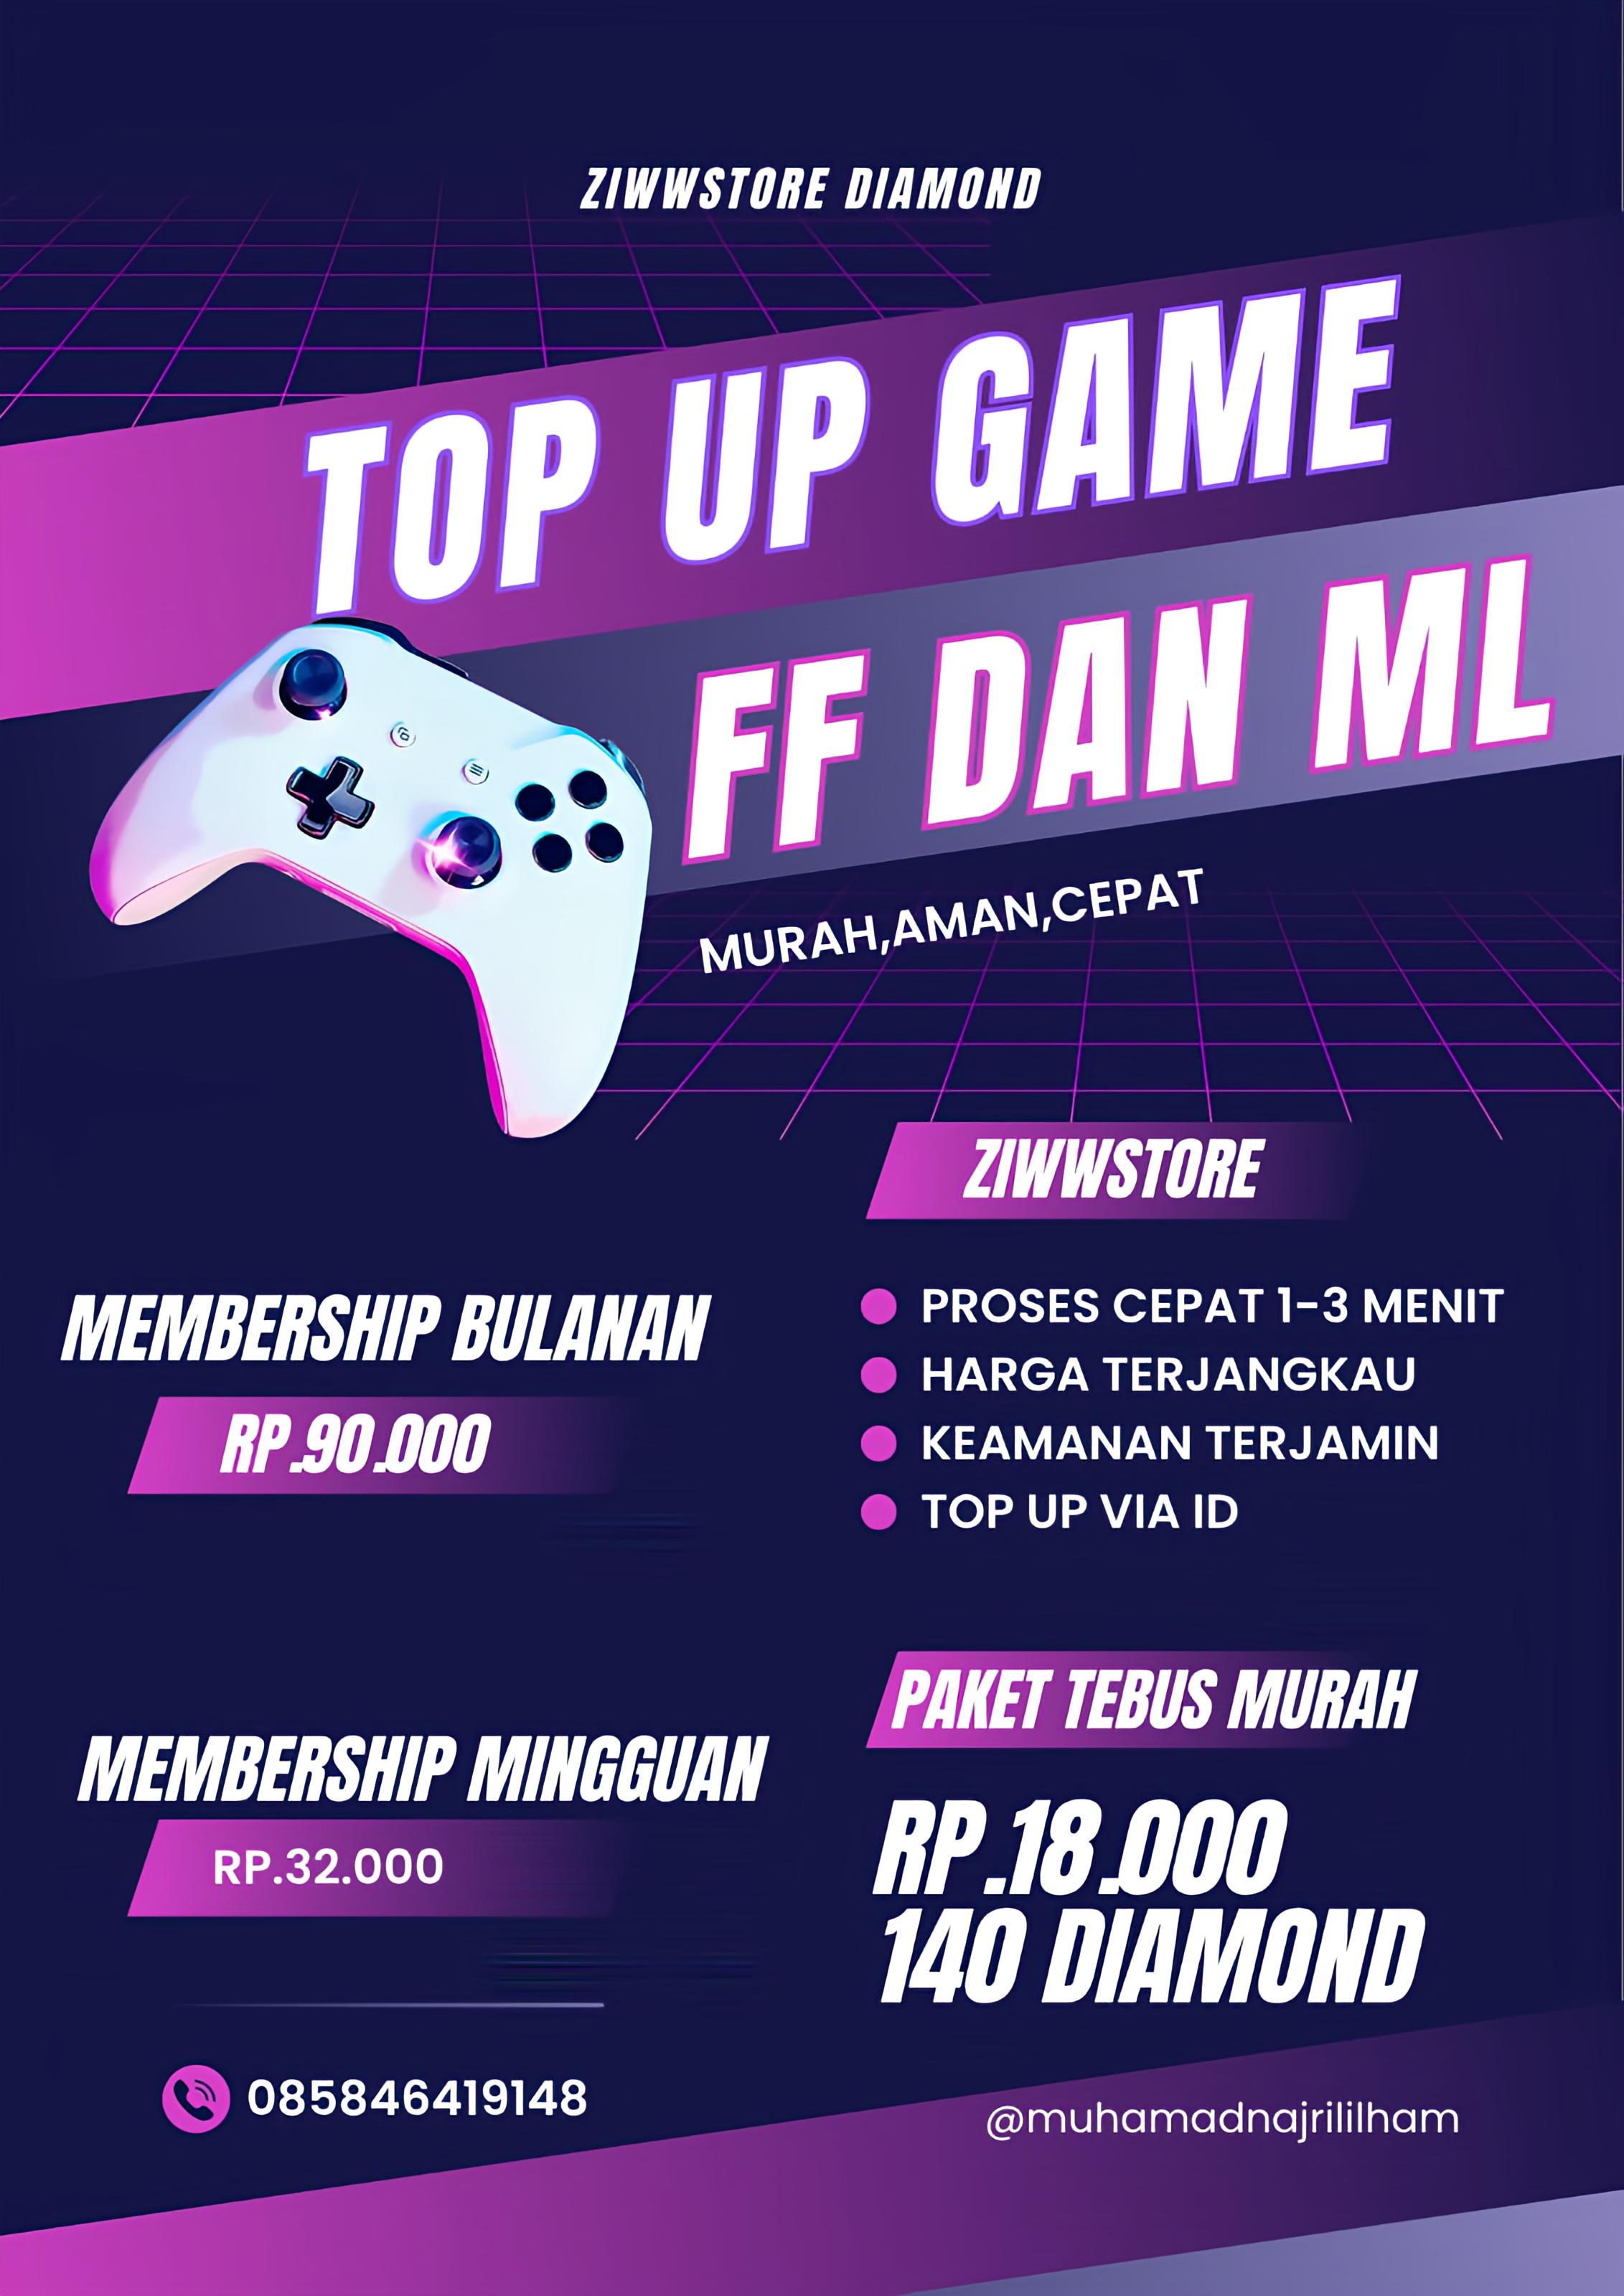 ZIWWSTORE DIAMOND
TOP UP GAME
FF DAN ML
MURAH,AMAN,CEPAT
ZIWWSTORE
PROSES CEPAT 1-3 MENIT
HARGA TERJANGKAU
KEAMANAN TERJAMIN
TOP UP VIA ID
MEMBERSHIP BULANAN
RP.90.000
MEMBERSHIP MINGGUAN
RP.32.000
PAKET TEBUS MURAH
RP.18.000
140 DIAMOND
085846419148
@muhamadnajrililham